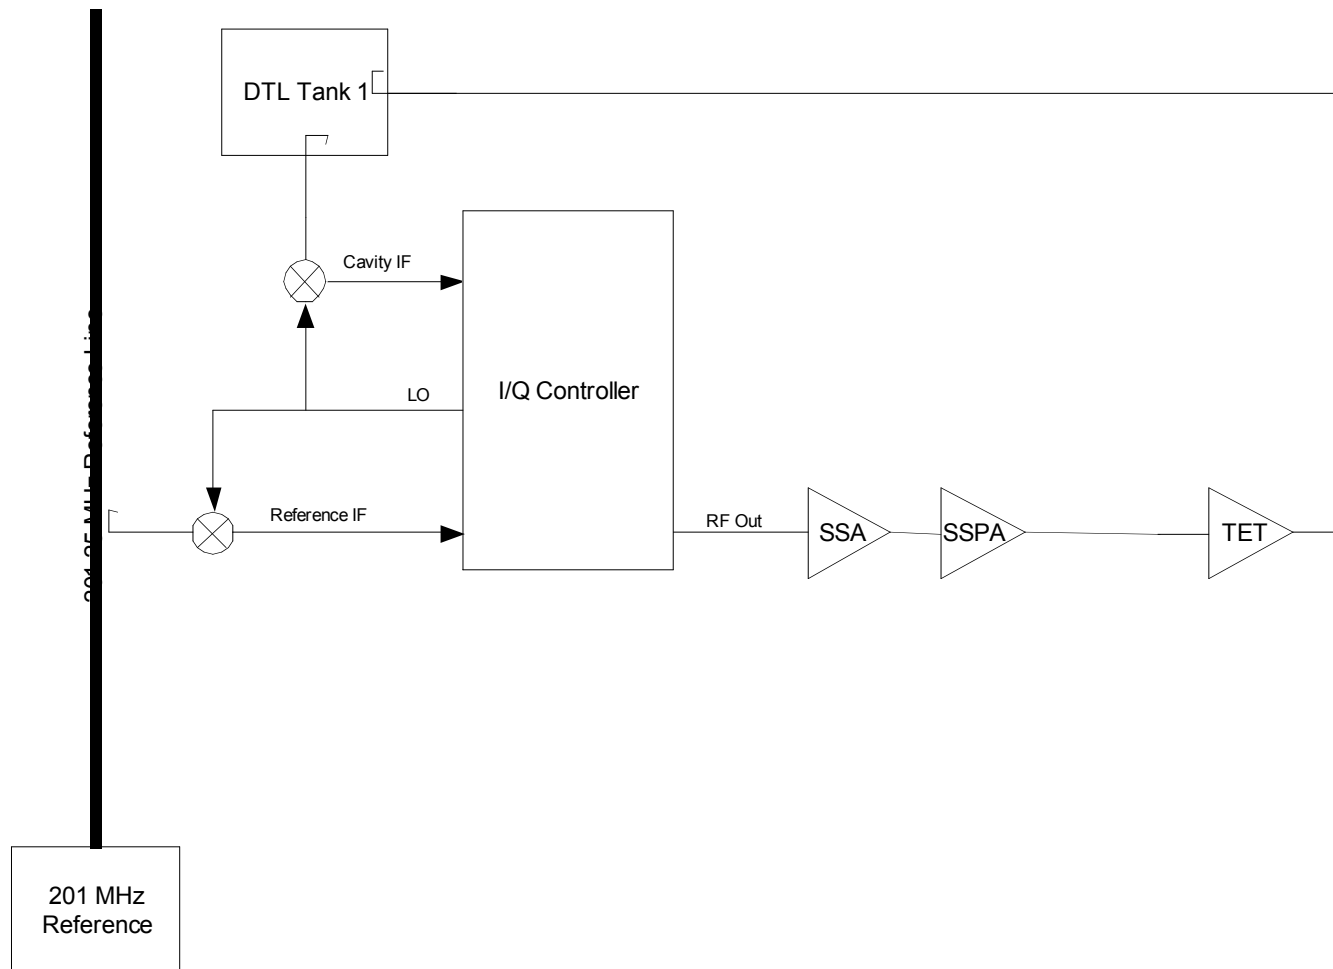 DTL Tank 1
Cavity IF
LO
I/Q Controller
Reference IF
RF Out
SSA
SSPA
TET
201 MHz
Reference